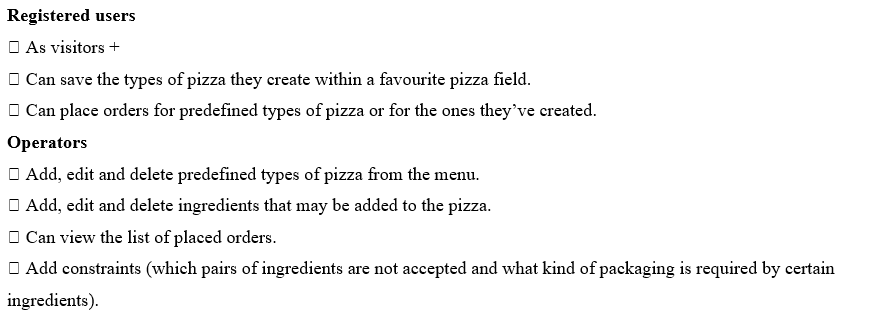 Registered users
□ As visitors +
□ Can save the types of pizza they create within a favourite pizza field.
□ Can place orders for predefined types of pizza or for the ones they’ve created.
Operators
□ Add, edit and delete predefined types of pizza from the menu.
□ Add, edit and delete ingredients that may be added to the pizza.
□ Can view the list of placed orders.
□ Add constraints (which pairs of ingredients are not accepted and what kind of packaging is required by certain
ingredients).